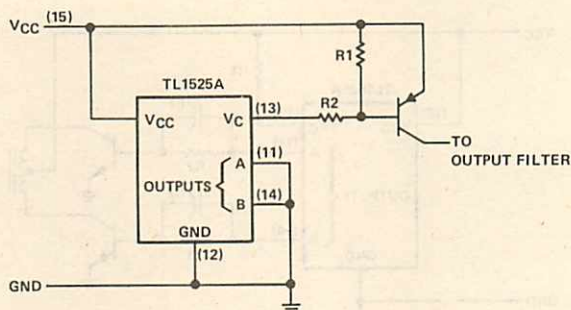 VCC (15)
R1
TL1525A
VCC
VC
(13)
R2
A
(11)
OUTPUTS
B
(14)
TO
OUTPUT FILTER
GND
(12)
GND